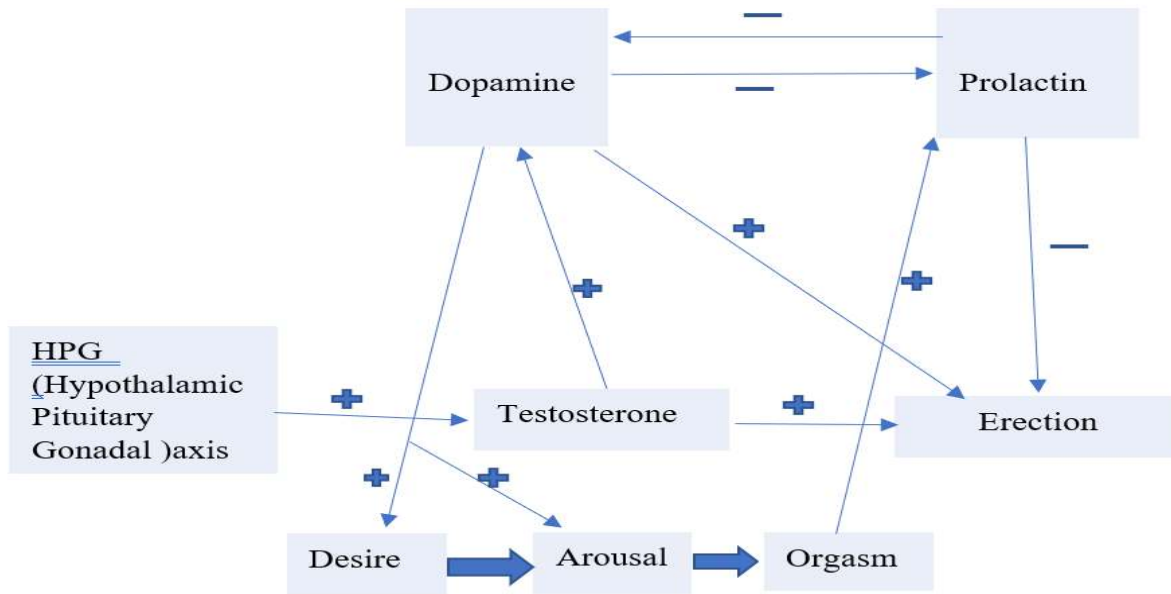 Dopamine
Prolactin
HPG
(Hypothalamic
Pituitary
Gonadal )axis
Testosterone
Erection
Desire
Arousal
Orgasm